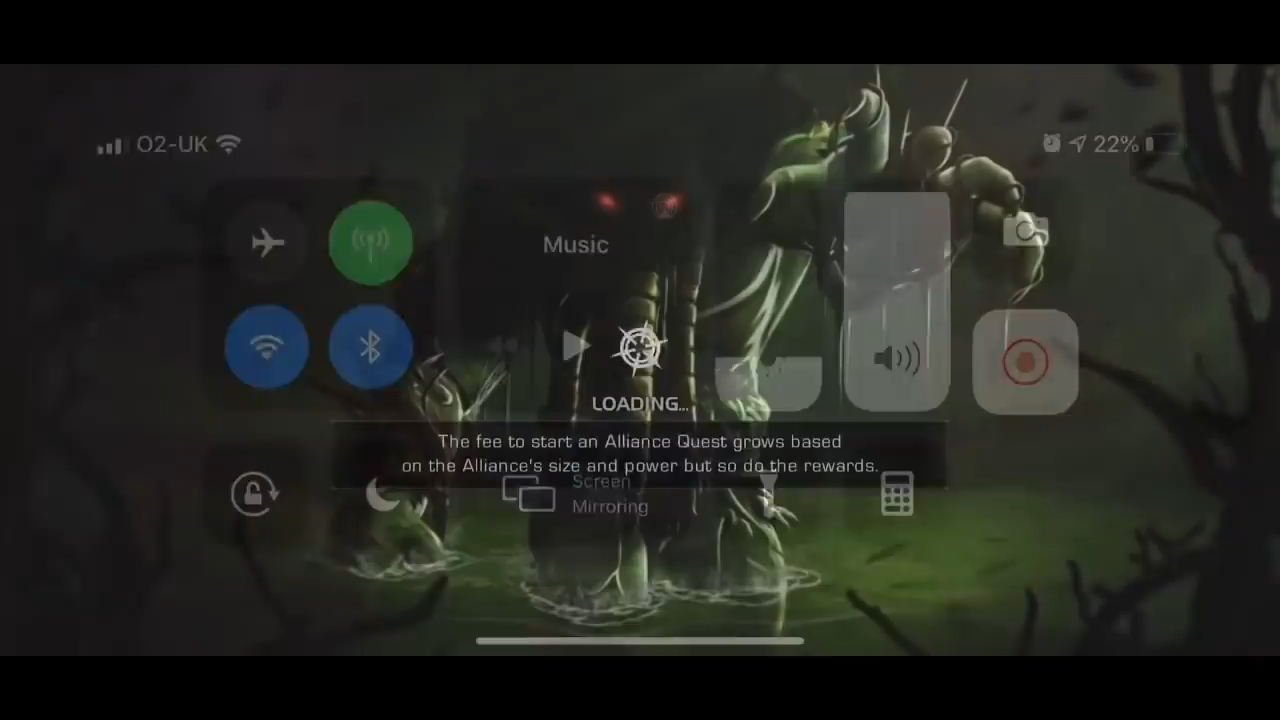 O2-UK
22%
Music
LOADING...
The fee to start an Alliance Quest grows based
on the Alliance's size and power but so do the rewards.
Screen
Mirroring